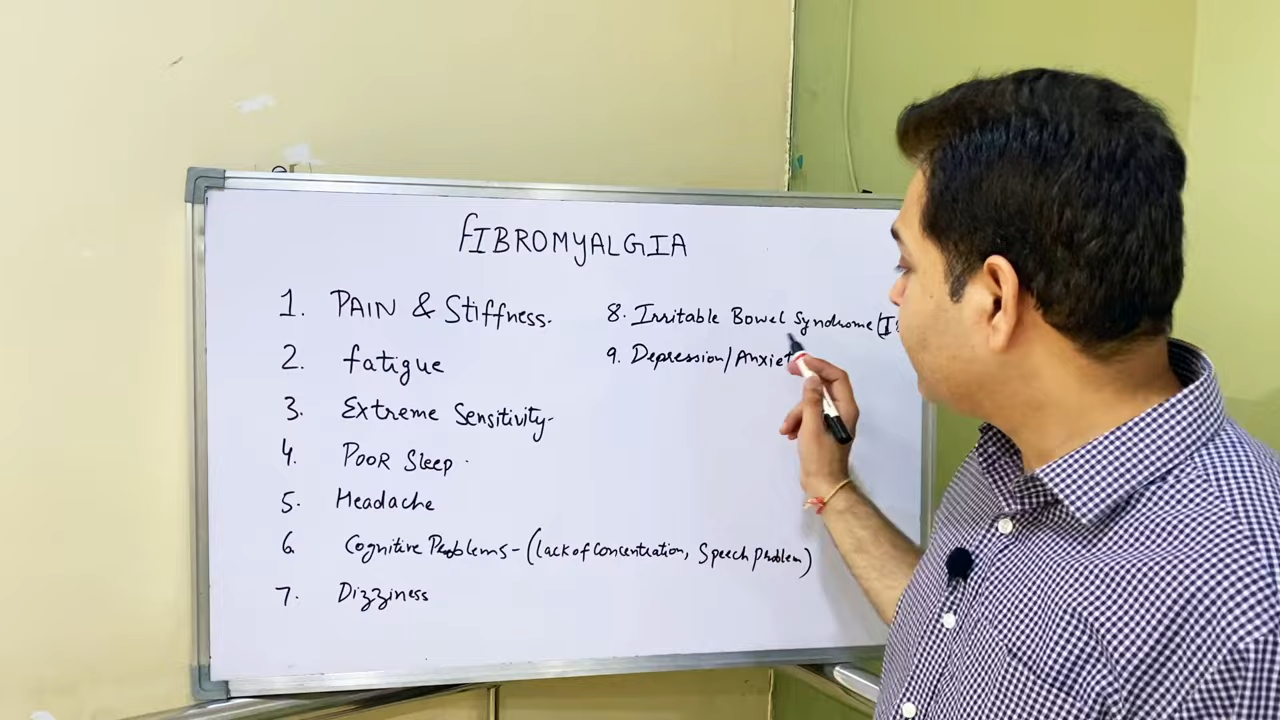 fIBROMYALGIA
1. PAIN & Stiffness.
2. fatigue
3. Extreme Sensitivity.
4. POOR Sleep.
5. Headache
6. Cognitive Problems - (lack of Concentration, Speech Problem)
7. Dizziness
8. Irritable Bowel Syndrome (I
9. Depression/Anxiet